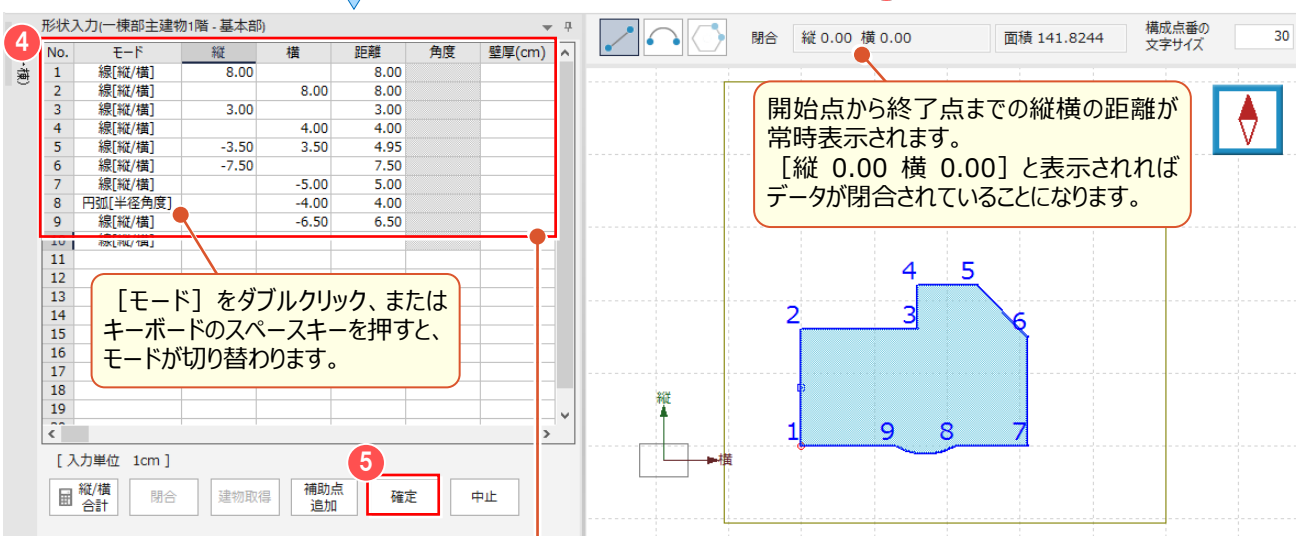 形状入力(一棟部主建物1階 - 基本部)
4
No. モード 縦 横 距離 角度 壁厚(cm)
1 線[縦/横] 8.00 8.00
2 線[縦/横] 8.00 8.00
3 線[縦/横] 3.00 3.00
4 線[縦/横] 4.00 4.00
5 線[縦/横] -3.50 3.50 4.95
6 線[縦/横] -7.50 7.50
7 線[縦/横] -5.00 5.00
8 円弧[半径角度] -4.00 4.00
9 線[縦/横] -6.50 6.50
10 線[縦/横]
11
12
13
14
15
16
17
18
19
［モード］をダブルクリック、または
キーボードのスペースキーを押すと、
モードが切り替わります。
[ 入力単位 1cm ]
5
縦/横
合計
閉合
建物取得
補助点
追加
確定
中止
閉合 縦 0.00 横 0.00
面積 141.8244
構成点番の
文字サイズ
30
開始点から終了点までの縦横の距離が
常時表示されます。
［縦 0.00 横 0.00］と表示されれば
データが閉合されていることになります。
4 5
2 3 6
1 9 8 7
縦
横